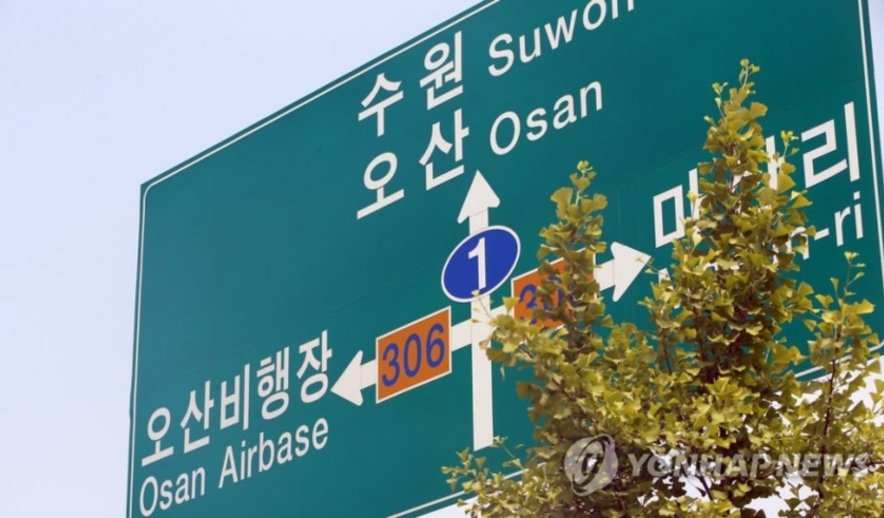 수원 Suwon
오산 Osan
1
306
오산비행장
Osan Airbase
YONHAP NEWS